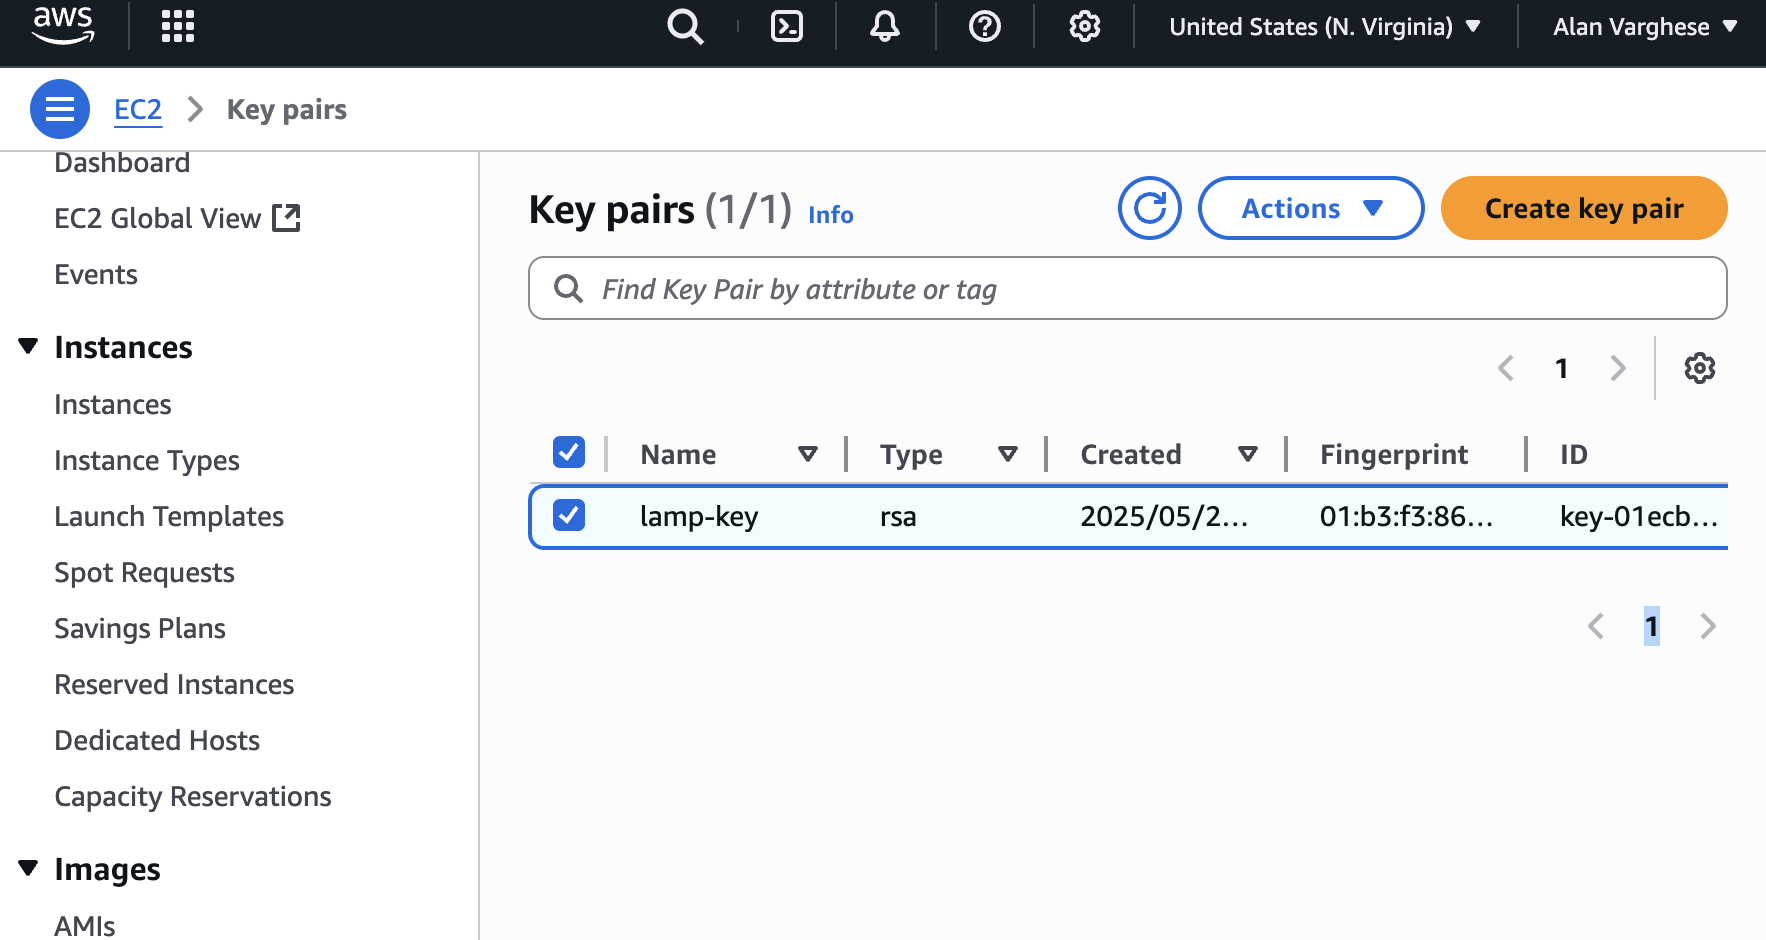 aws
United States (N. Virginia)
Alan Varghese
EC2
Key pairs
Dashboard
EC2 Global View
Events
Instances
Instances
Instance Types
Launch Templates
Spot Requests
Savings Plans
Reserved Instances
Dedicated Hosts
Capacity Reservations
Images
AMIs
Key pairs (1/1) Info
Actions
Create key pair
Find Key Pair by attribute or tag
1
Name Type Created Fingerprint ID
lamp-key rsa 2025/05/2... 01:b3:f3:86... key-01ecb...
1